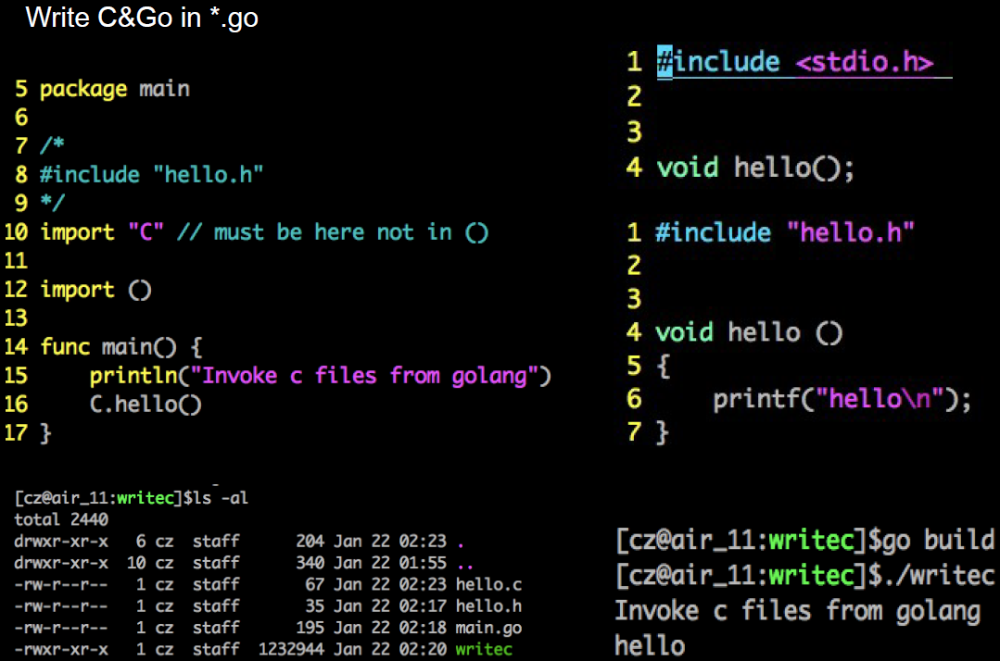 Write C&Go in *.go
5 package main
6
7 /*
8 #include "hello.h"
9 */
10 import "C" // must be here not in ()
11
12 import ()
13
14 func main() {
15     println("Invoke c files from golang")
16     C.hello()
17 }
1 #include <stdio.h>
2
3
4 void hello();
1 #include "hello.h"
2
3
4 void hello ()
5 {
6     printf("hello\n");
7 }
[cz@air_11:writec]$ls -al
total 2440
drwxr-xr-x   6 cz  staff      204 Jan 22 02:23 .
drwxr-xr-x  10 cz  staff      340 Jan 22 01:55 ..
-rw-r--r--   1 cz  staff       67 Jan 22 02:23 hello.c
-rw-r--r--   1 cz  staff       35 Jan 22 02:17 hello.h
-rw-r--r--   1 cz  staff      195 Jan 22 02:18 main.go
-rwxr-xr-x   1 cz  staff  1232944 Jan 22 02:20 writec
[cz@air_11:writec]$go build
[cz@air_11:writec]$./writec
Invoke c files from golang
hello